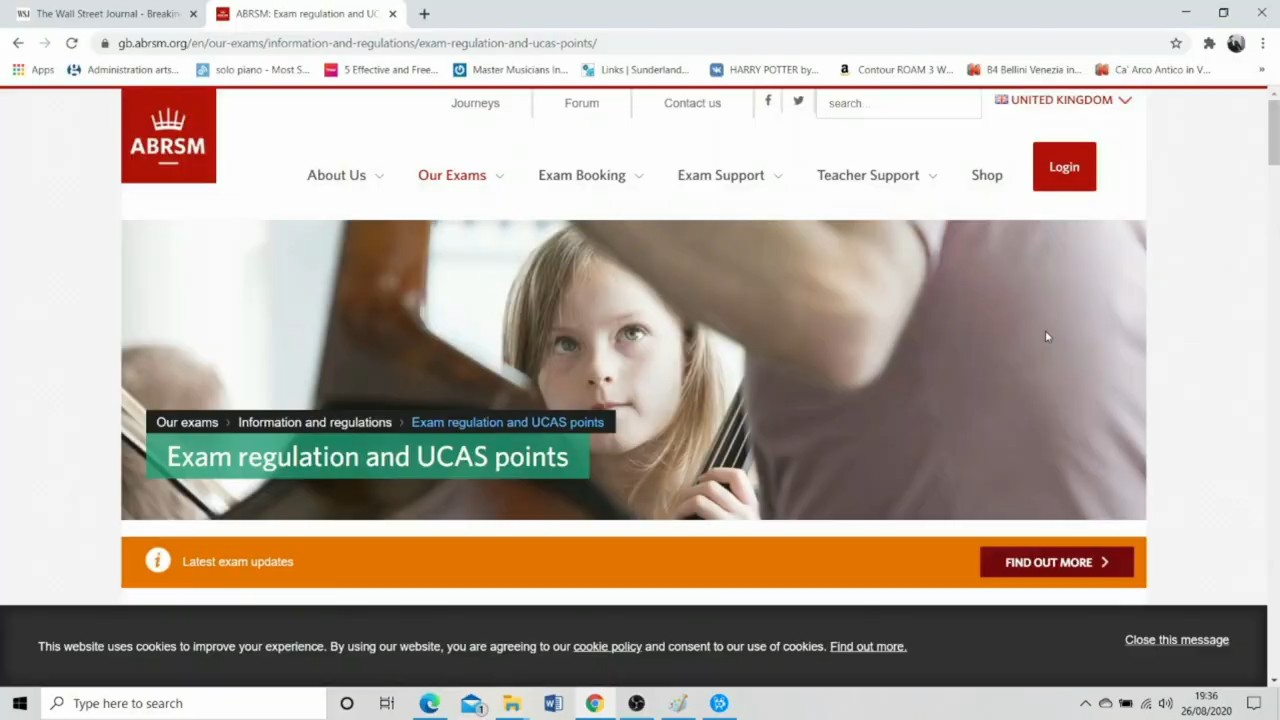 The Wall Street Journal - Breakin
ABRSM: Exam regulation and UC
gb.abrsm.org/en/our-exams/information-and-regulations/exam-regulation-and-ucas-points/
Apps
Administration arts...
solo piano - Most S...
5 Effective and Free...
Master Musicians In...
Links | Sunderland...
HARRY POTTER by...
Contour ROAM 3 W...
B4 Bellini Venezia in...
Ca' Arco Antico in V...
ABRSM
Journeys
Forum
Contact us
search...
UNITED KINGDOM
About Us
Our Exams
Exam Booking
Exam Support
Teacher Support
Shop
Login
Our exams › Information and regulations › Exam regulation and UCAS points
Exam regulation and UCAS points
Latest exam updates
FIND OUT MORE
This website uses cookies to improve your experience. By using our website, you are agreeing to our cookie policy and consent to our use of cookies. Find out more.
Close this message
Type here to search
1
19:36
26/08/2020